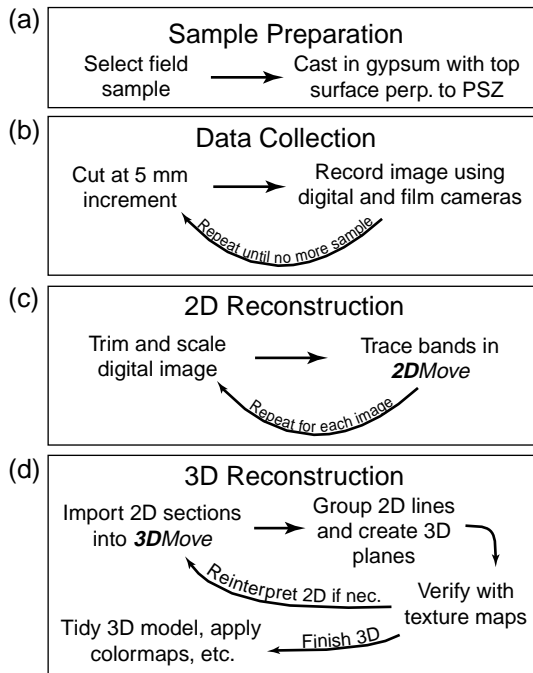 (a)
Sample Preparation
Select field
sample
Cast in gypsum with top
surface perp. to PSZ
(b)
Data Collection
Cut at 5 mm
increment
Record image using
digital and film cameras
Repeat until no more sample
(c)
2D Reconstruction
Trim and scale
digital image
Trace bands in
2DMove
Repeat for each image
(d)
3D Reconstruction
Import 2D sections
into 3DMove
Group 2D lines
and create 3D
planes
Reinterpret 2D if nec.
Verify with
texture maps
Finish 3D
Tidy 3D model, apply
colormaps, etc.